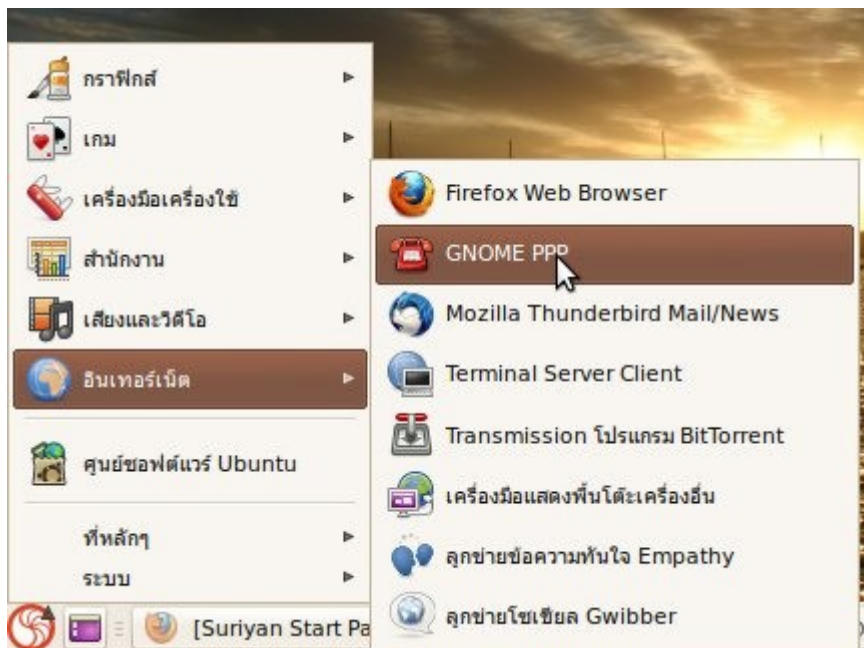 กราฟิกส์
เกม
เครื่องมือเครื่องใช้
สำนักงาน
เสียงและวิดีโอ
อินเทอร์เน็ต
ศูนย์ซอฟต์แวร์ Ubuntu
ที่หลักๆ
ระบบ
Firefox Web Browser
GNOME PPP
Mozilla Thunderbird Mail/News
Terminal Server Client
Transmission โปรแกรม BitTorrent
เครื่องมือแสดงพื้นโต๊ะเครื่องอื่น
ลูกข่ายข้อความทันใจ Empathy
ลูกข่ายโซเชียล Gwibber
[Suriyan Start Pa